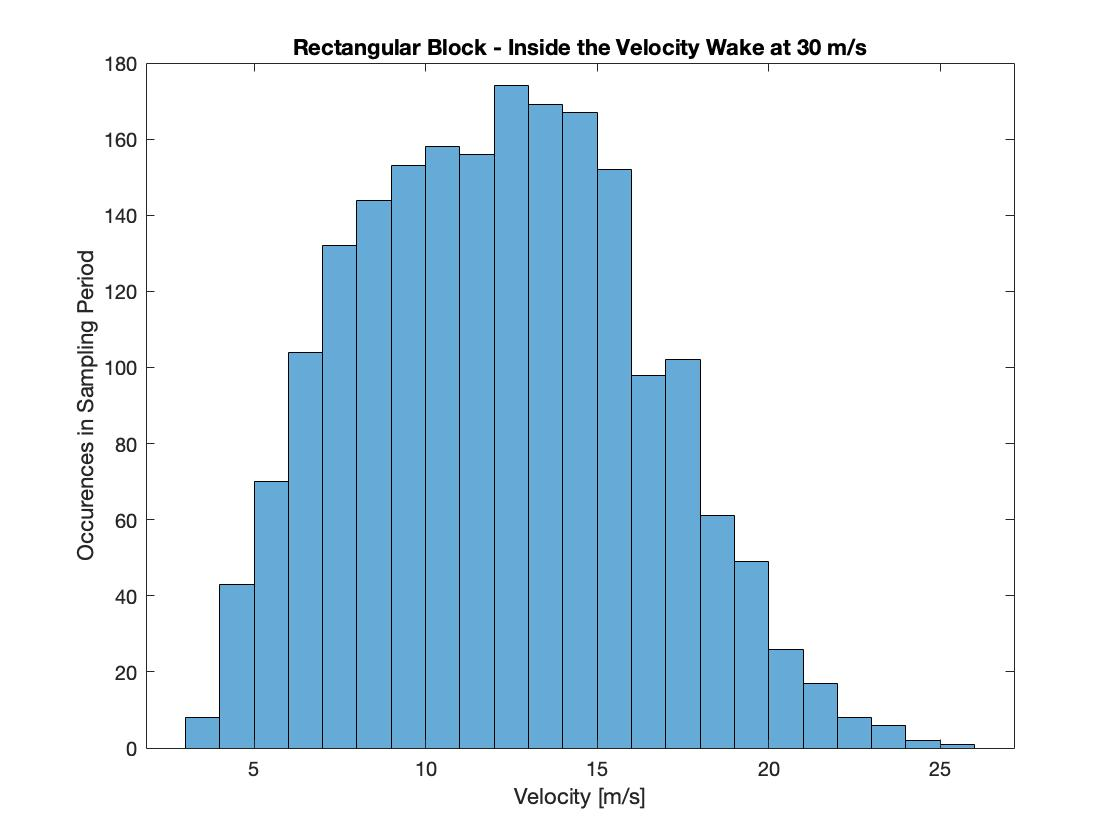 Rectangular Block - Inside the Velocity Wake at 30 m/s
180
160
140
120
100
80
60
40
20
0
Occurences in Sampling Period
5 10 15 20 25
Velocity [m/s]